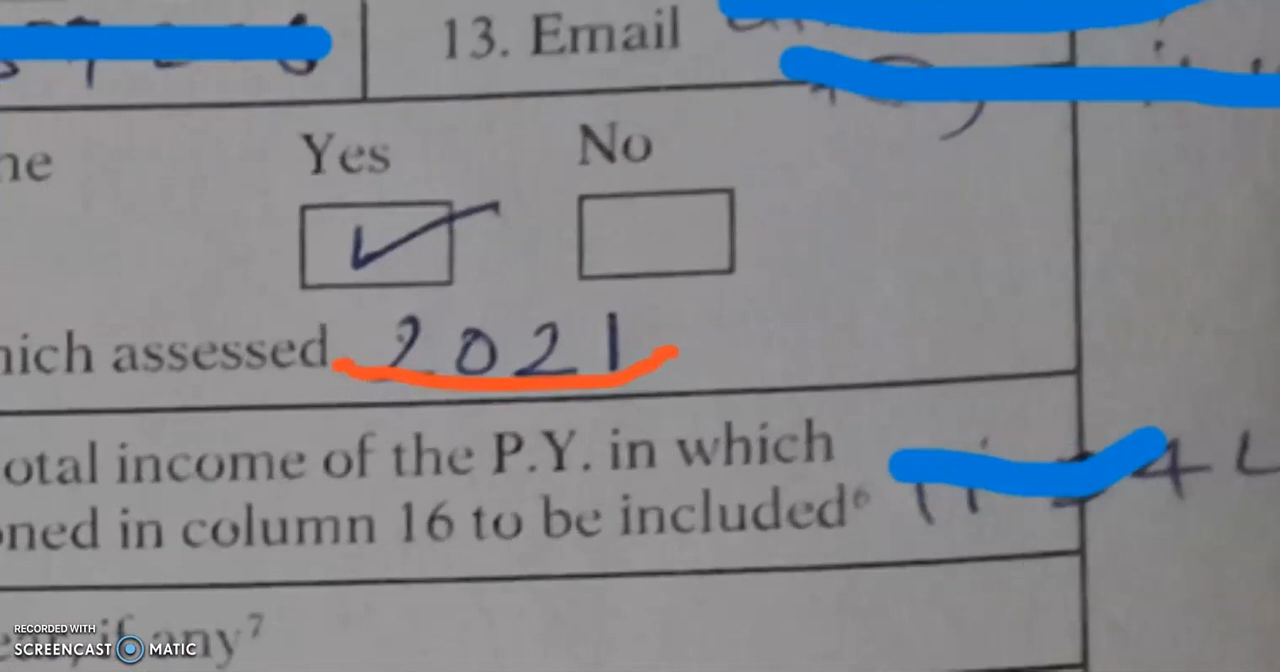 13. Email
Yes No
hich assessed 2021
otal income of the P.Y. in which
oned in column 16 to be included⁶
if any⁷
RECORDED WITH
SCREENCAST MATIC